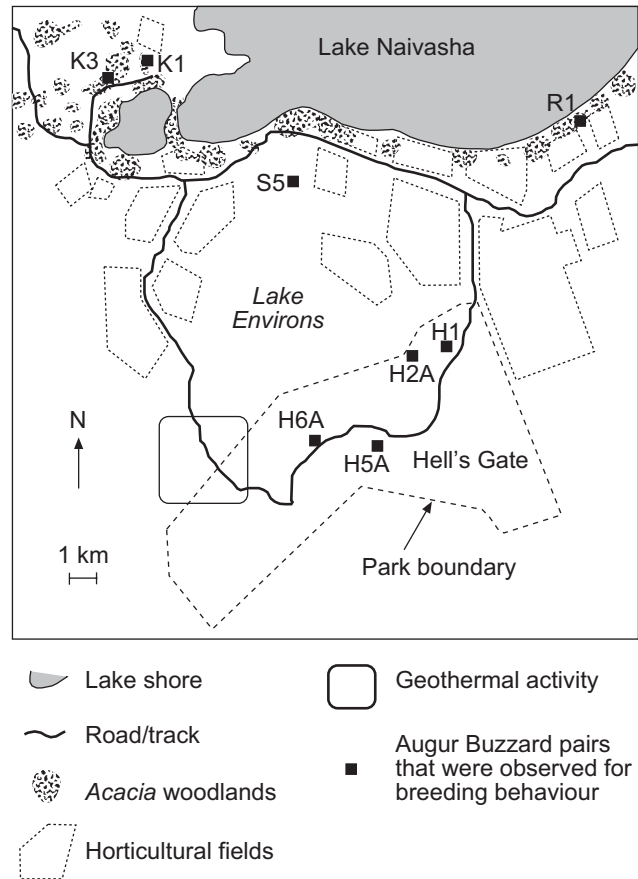 Lake Naivasha
K3
K1
R1
S5
Lake
Environs
H1
H2A
N
H6A
H5A
Hell's Gate
1 km
Park boundary
Lake shore
Geothermal activity
Road/track
Augur Buzzard pairs
that were observed for
breeding behaviour
Acacia woodlands
Horticultural fields